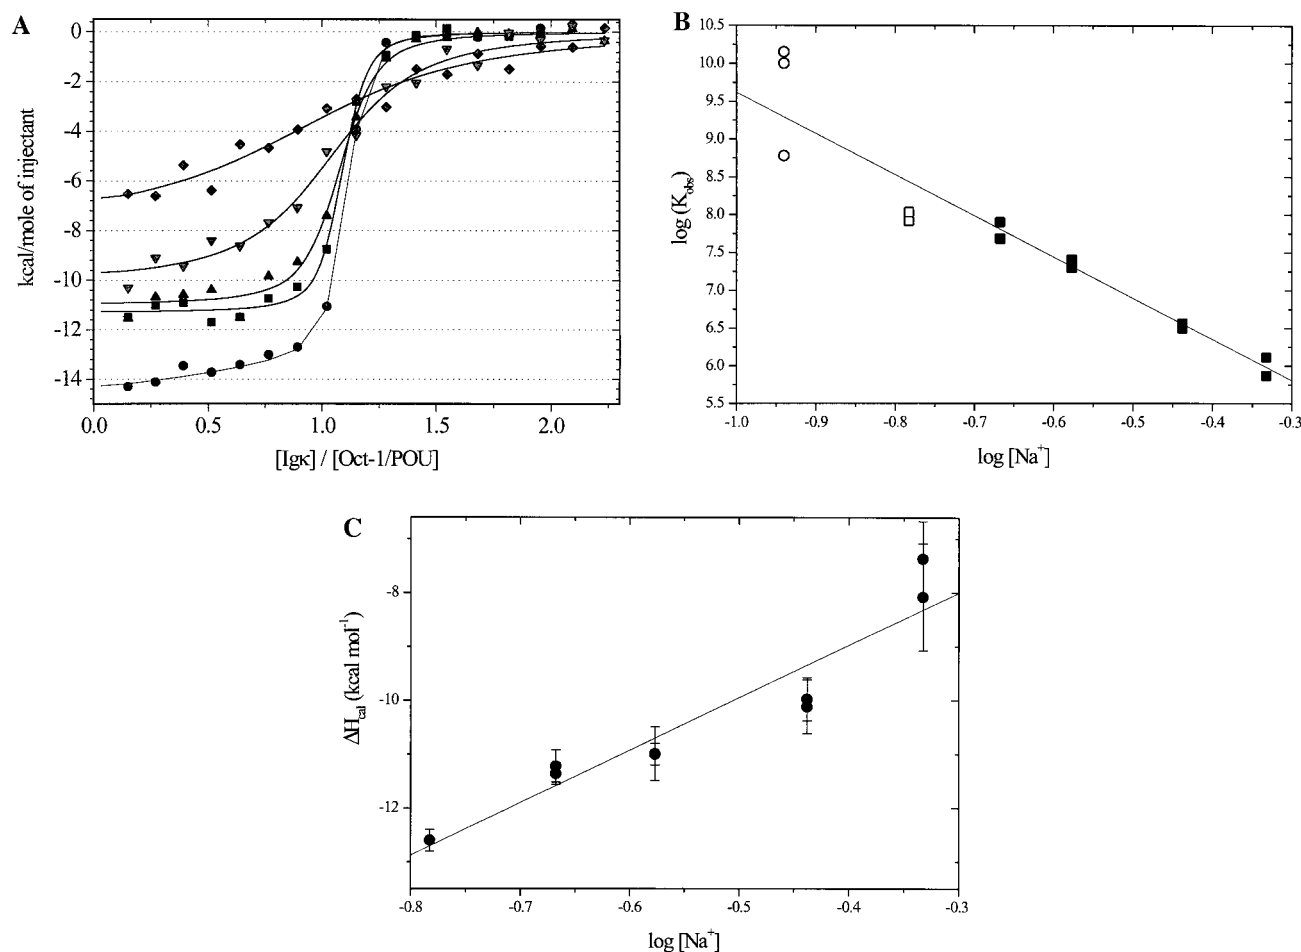 A
0
-2
-4
-6
-8
-10
-12
-14
kcal/mole of injectant
0.0 0.5 1.0 1.5 2.0
[Igκ] / [Oct-1/POU]
B
10.5
10.0
9.5
9.0
8.5
8.0
7.5
7.0
6.5
6.0
5.5
log (K_obs)
-1.0 -0.9 -0.8 -0.7 -0.6 -0.5 -0.4 -0.3
log [Na⁺]
C
-8
-10
-12
ΔH_cal (kcal mol⁻¹)
-0.8 -0.7 -0.6 -0.5 -0.4 -0.3
log [Na⁺]